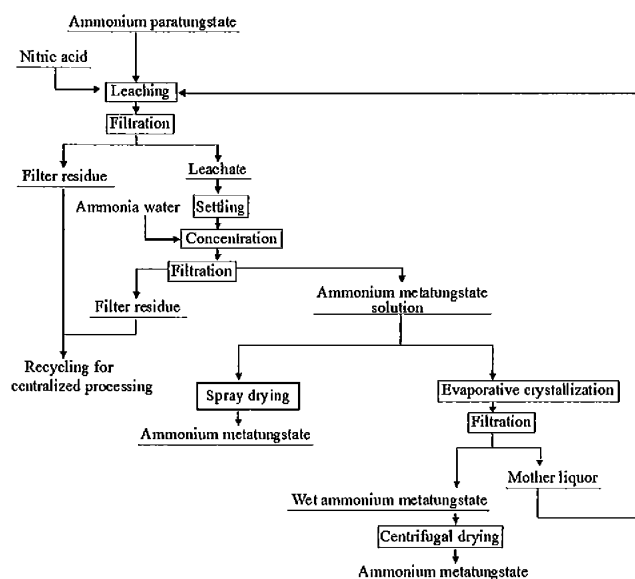 Ammonium paratungstate
Nitric acid
Leaching
Filtration
Filter residue
Leachate
Ammonia water
Settling
Concentration
Filtration
Filter residue
Ammonium metatungstate
solution
Recycling for
centralized processing
Spray drying
Evaporative crystallization
Ammonium metatungstate
Filtration
Mother liquor
Wet ammonium metatungstate
Centrifugal drying
Ammonium metatungstate